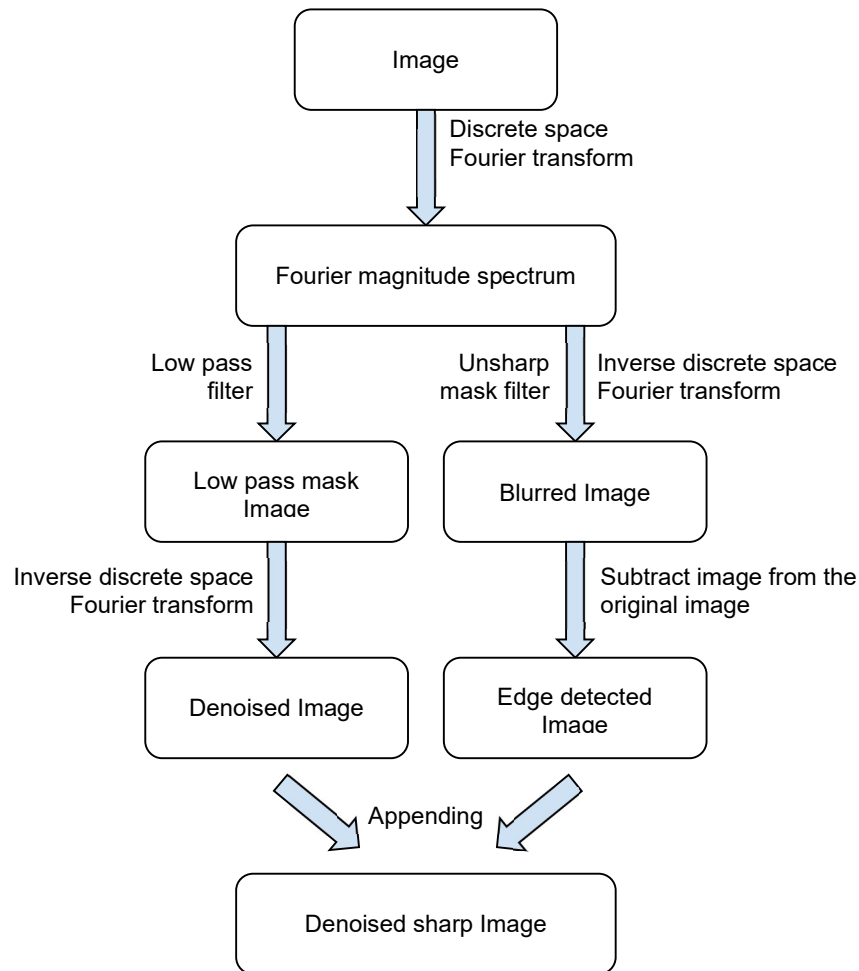 Image
Discrete space
Fourier transform
Fourier magnitude spectrum
Low pass
filter
Unsharp
mask filter
Inverse discrete space
Fourier transform
Low pass mask
Image
Blurred Image
Inverse discrete space
Fourier transform
Subtract image from the
original image
Denoised Image
Edge detected
Image
Appending
Denoised sharp Image